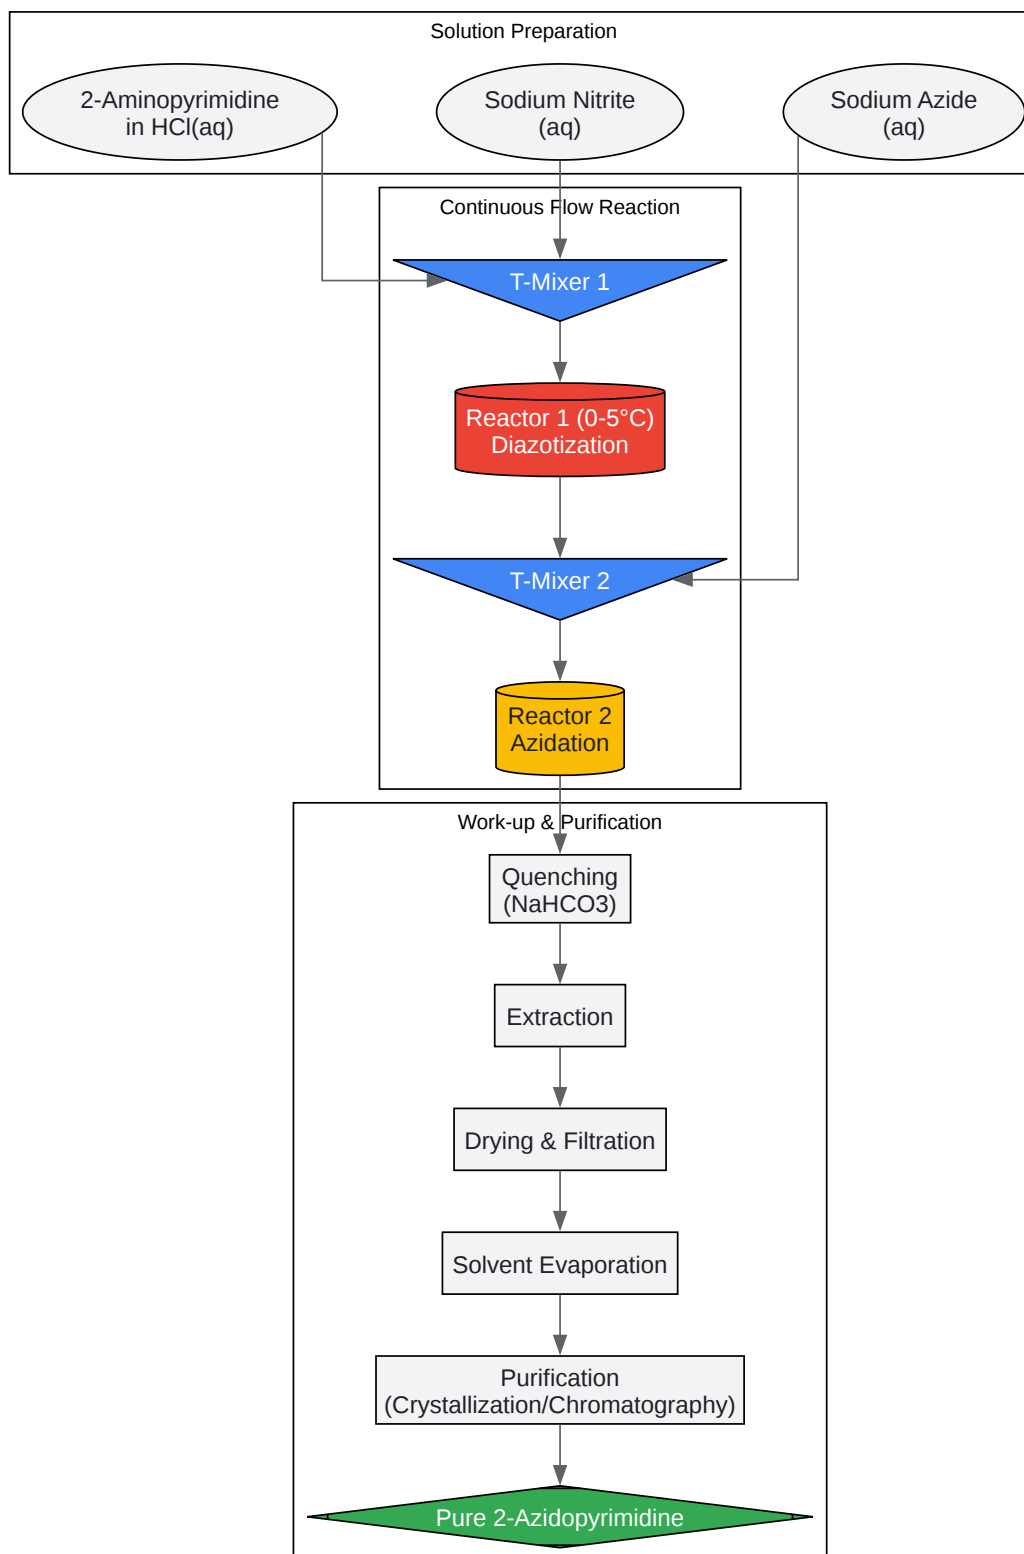 Solution Preparation
2-Aminopyrimidine
in HCl(aq)
Sodium Nitrite
(aq)
Sodium Azide
(aq)
Continuous Flow Reaction
T-Mixer 1
Reactor 1 (0-5°C)
Diazotization
T-Mixer 2
Reactor 2
Azidation
Work-up & Purification
Quenching
(NaHCO3)
Extraction
Drying & Filtration
Solvent Evaporation
Purification
(Crystallization/Chromatography)
Pure 2-Azidopyrimidine